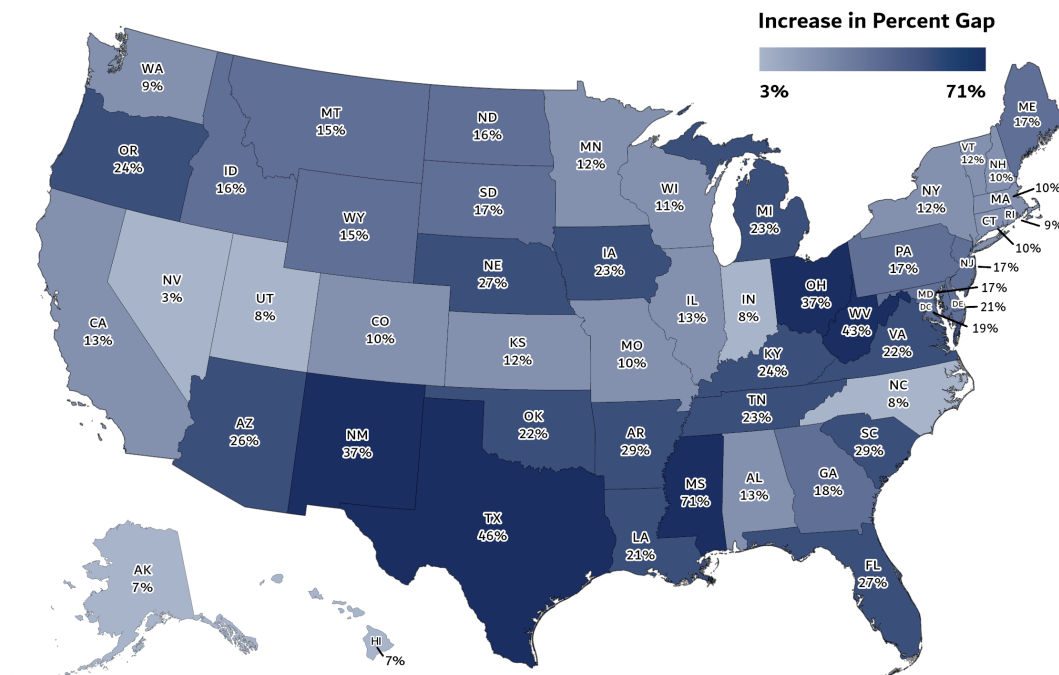 Increase in Percent Gap
3%
71%
WA
9%
OR
24%
ID
16%
MT
15%
ND
16%
MN
12%
WI
11%
MI
23%
SD
17%
WY
15%
NE
27%
IA
23%
NV
3%
UT
8%
CO
10%
CA
13%
KS
12%
MO
10%
IL
13%
IN
8%
OH
37%
WV
43%
VA
22%
KY
24%
TN
23%
NC
8%
SC
29%
GA
18%
AL
13%
MS
71%
AR
29%
LA
21%
OK
22%
TX
46%
NM
37%
AZ
26%
FL
27%
AK
7%
HI
7%
ME
17%
VT
12%
NH
10%
NY
12%
MA
10%
RI
9%
CT
10%
PA
17%
NJ
17%
MD
17%
DE
21%
DC
19%